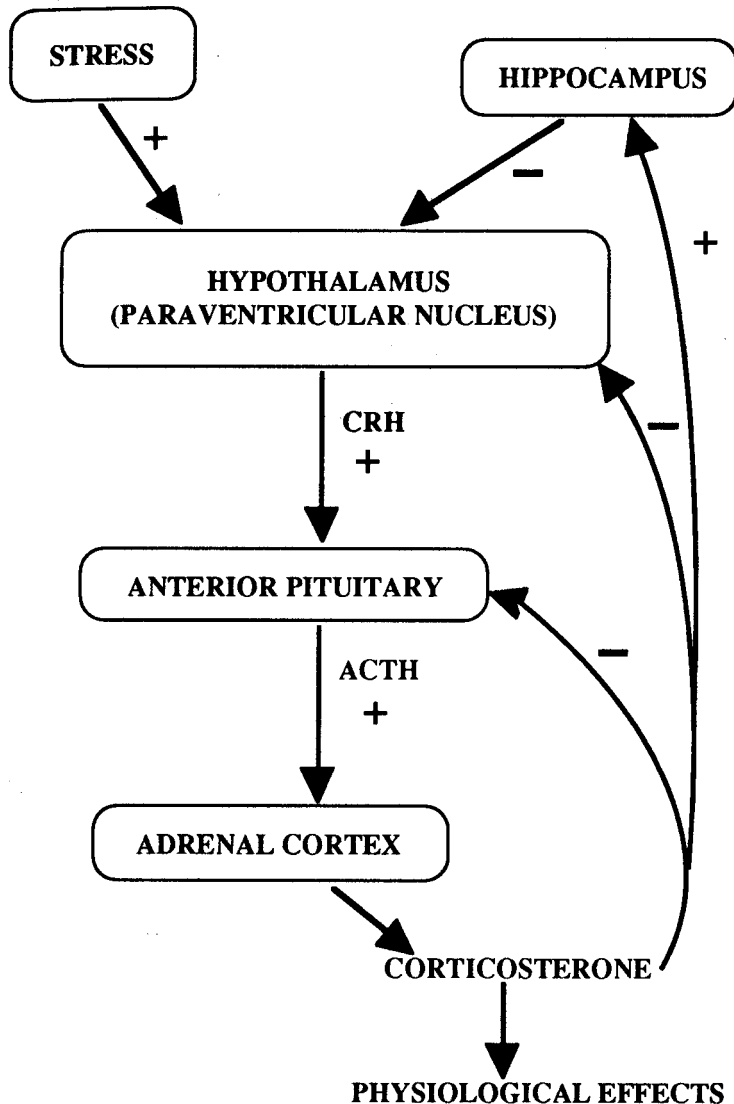 STRESS
HIPPOCAMPUS
+
−
HYPOTHALAMUS
(PARAVENTRICULAR NUCLEUS)
+
CRH
+
−
ANTERIOR PITUITARY
−
ACTH
+
ADRENAL CORTEX
CORTICOSTERONE
PHYSIOLOGICAL EFFECTS